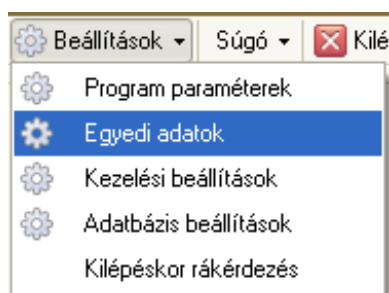 Beállítások Súgó Kilé
Program paraméterek
Egyedi adatok
Kezelési beállítások
Adatbázis beállítások
Kilépéskor rákérdezés